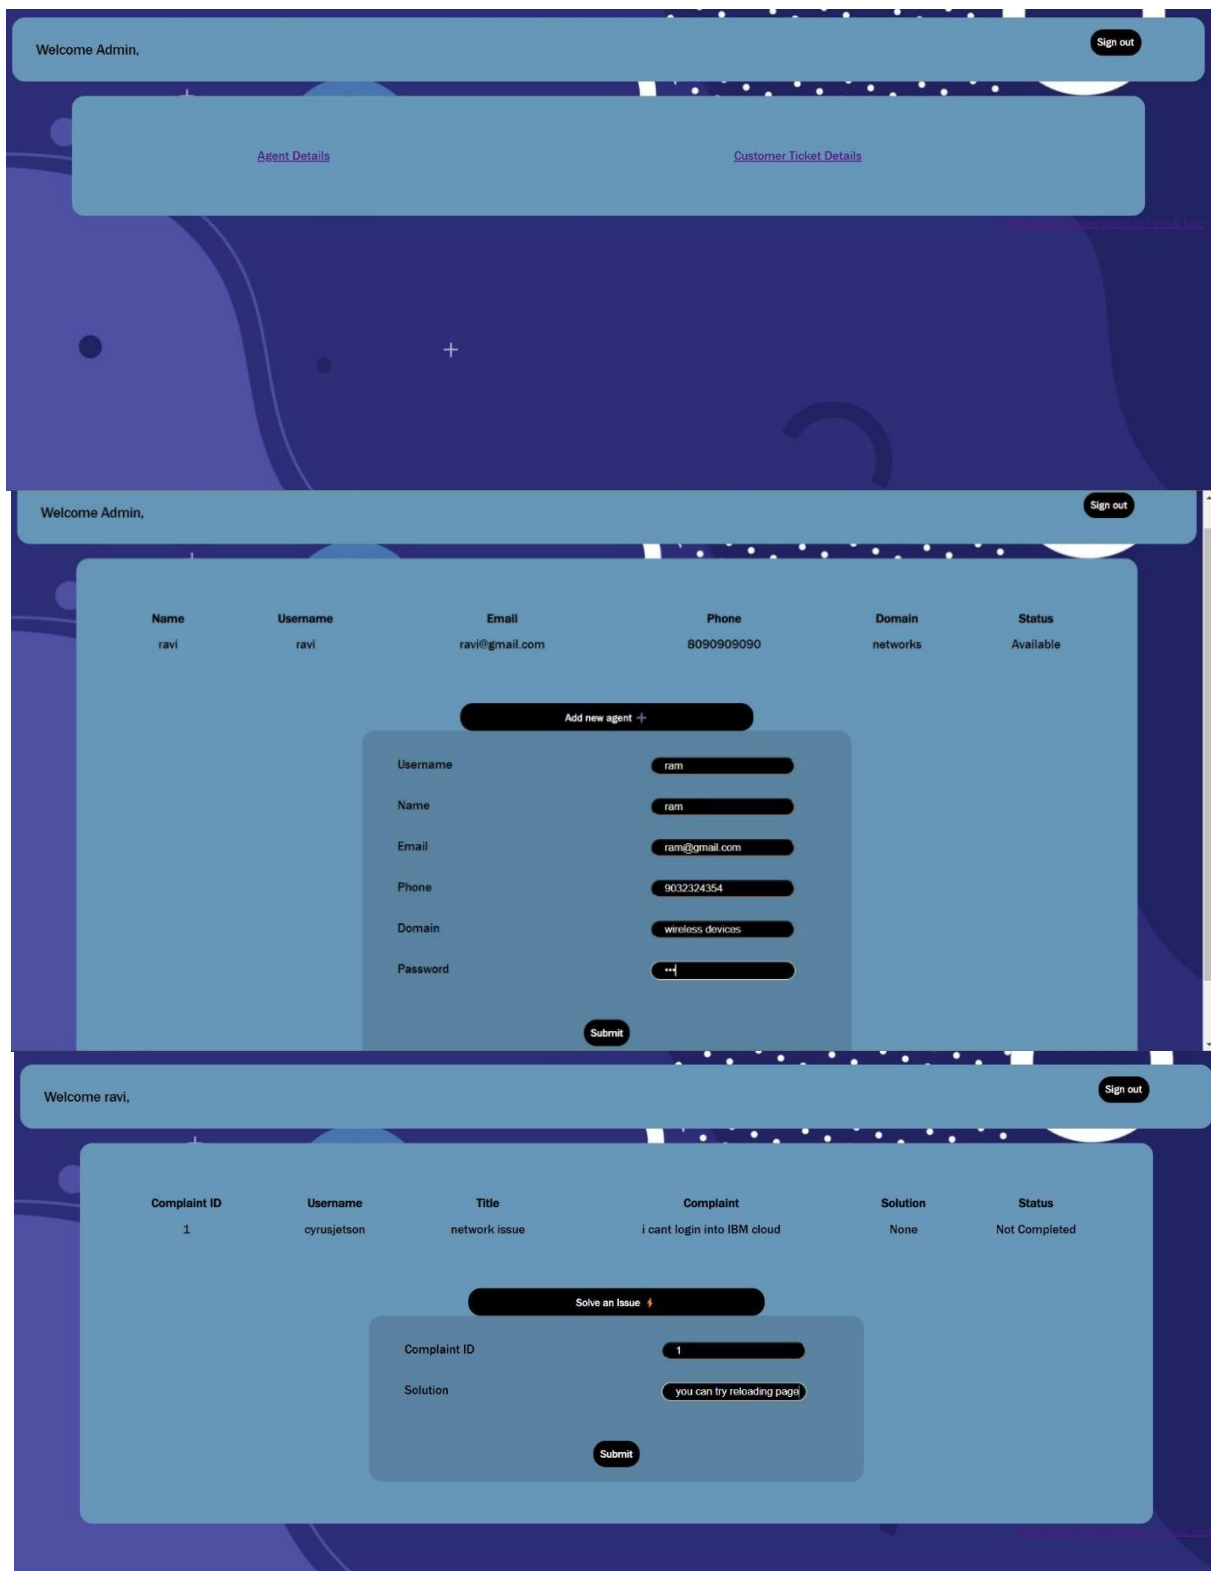 Welcome Admin,
Sign out
Agent Details
Customer Ticket Details
Click here
Welcome Admin,
Sign out
Name Username Email Phone Domain Status
ravi ravi ravi@gmail.com 8090909090 networks Available
Add new agent +
Username ram
Name ram
Email ram@gmail.com
Phone 9032324354
Domain wireless devices
Password •••
Submit
Welcome ravi,
Sign out
Complaint ID Username Title Complaint Solution Status
1 cyrusjetson network issue i cant login into IBM cloud None Not Completed
Solve an Issue
Complaint ID 1
Solution you can try reloading page
Submit